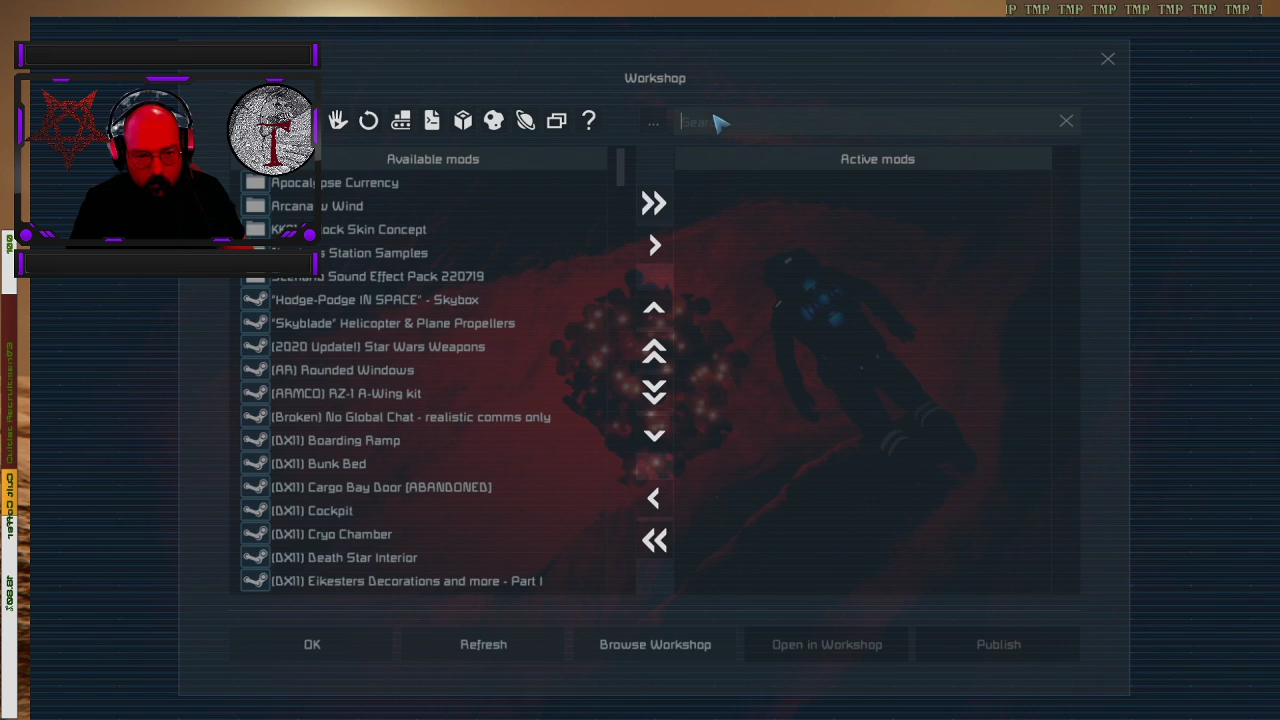 TMP TMP TMP TMP TMP TMP TMP
Workshop
?
...
Available mods
Active mods
Apocalypse Currency
Wind
Skin Concept
Station Samples
Sound Effect Pack 220719
"Hodge-Podge IN SPACE" - Skybox
"Skyblade" Helicopter & Plane Propellers
(2020 Update!) Star Wars Weapons
(AR) Rounded Windows
(ARMCO) RZ-1 A-Wing kit
(Broken) No Global Chat - realistic comms only
(DX11) Boarding Ramp
(DX11) Bunk Bed
(DX11) Cargo Bay Door [ABANDONED]
(DX11) Cockpit
(DX11) Cryo Chamber
(DX11) Death Star Interior
(DX11) Eikesters Decorations and more - Part I
OK
Refresh
Browse Workshop
Open in Workshop
Publish
T
100
Cult Coffer